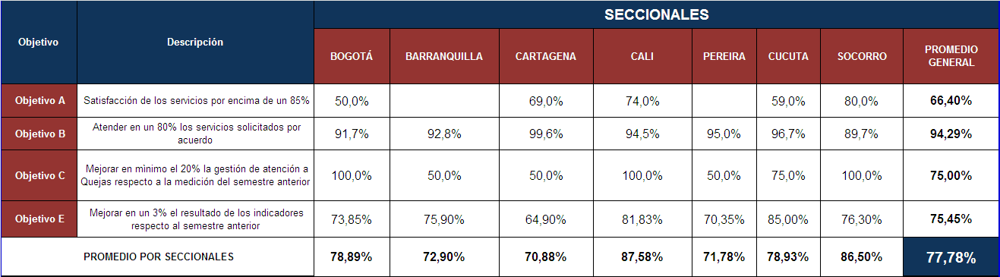 SECCIONALES
Objetivo Descripción BOGOTÁ BARRANQUILLA CARTAGENA CALI PEREIRA CUCUTA SOCORRO PROMEDIO
GENERAL
Objetivo A Satisfacción de los servicios por encima de un 85% 50,0% 69,0% 74,0% 59,0% 80,0% 66,40%
Objetivo B Atender en un 80% los servicios solicitados por
acuerdo 91,7% 92,8% 99,6% 94,5% 95,0% 96,7% 89,7% 94,29%
Objetivo C Mejorar en mìnimo el 20% la gestión de atención a
Quejas respecto a la medición del semestre anterior 100,0% 50,0% 50,0% 100,0% 50,0% 75,0% 100,0% 75,00%
Objetivo E Mejorar en un 3% el resultado de los indicadores
respecto al semestre anterior 73,85% 75,90% 64,90% 81,83% 70,35% 85,00% 76,30% 75,45%
PROMEDIO POR SECCIONALES 78,89% 72,90% 70,88% 87,58% 71,78% 78,93% 86,50% 77,78%